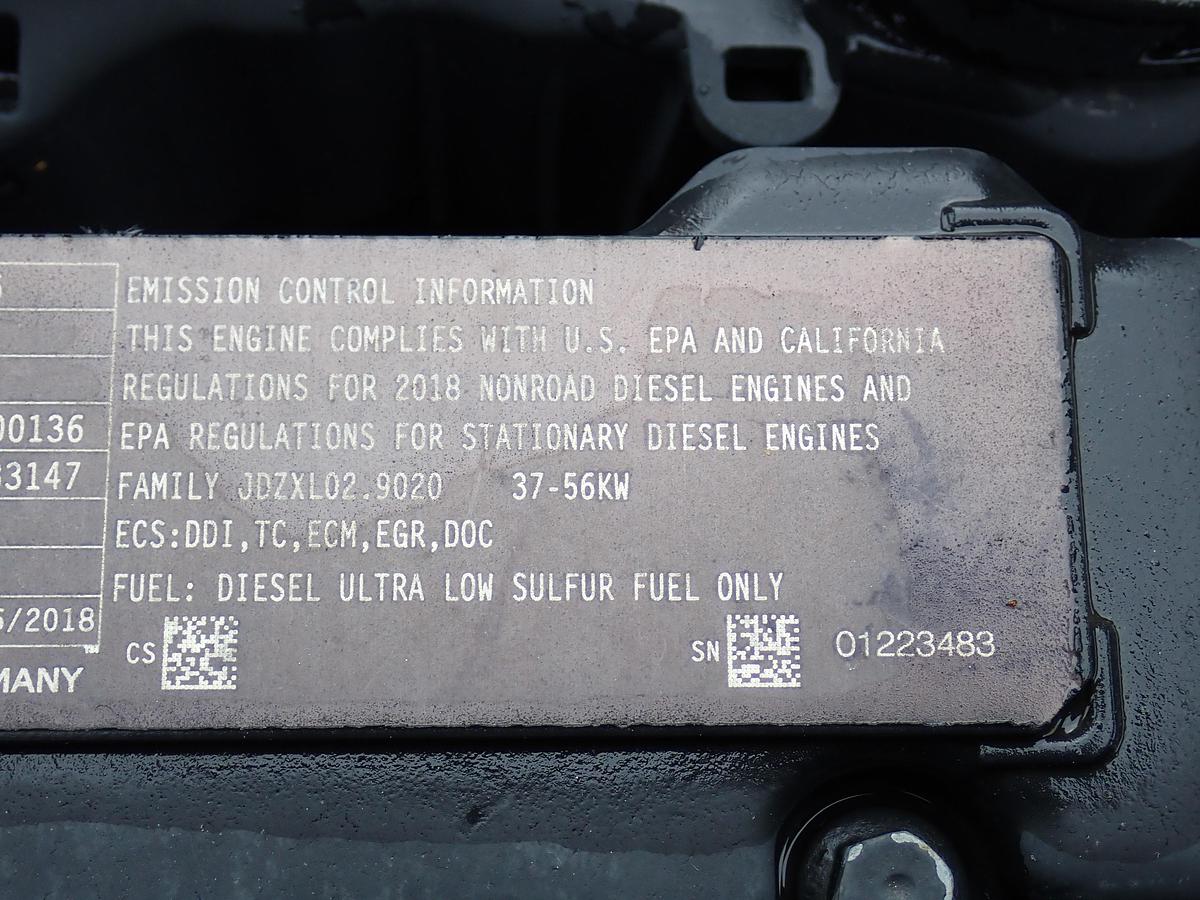 EMISSION CONTROL INFORMATION
THIS ENGINE COMPLIES WITH U.S. EPA AND CALIFORNIA
REGULATIONS FOR 2018 NONROAD DIESEL ENGINES AND
00136 EPA REGULATIONS FOR STATIONARY DIESEL ENGINES
33147 FAMILY JDZXL02.9020 37-56KW
ECS:DDI,TC,ECM,EGR,DOC
FUEL: DIESEL ULTRA LOW SULFUR FUEL ONLY
/2018
CS SN 01223483
MANY